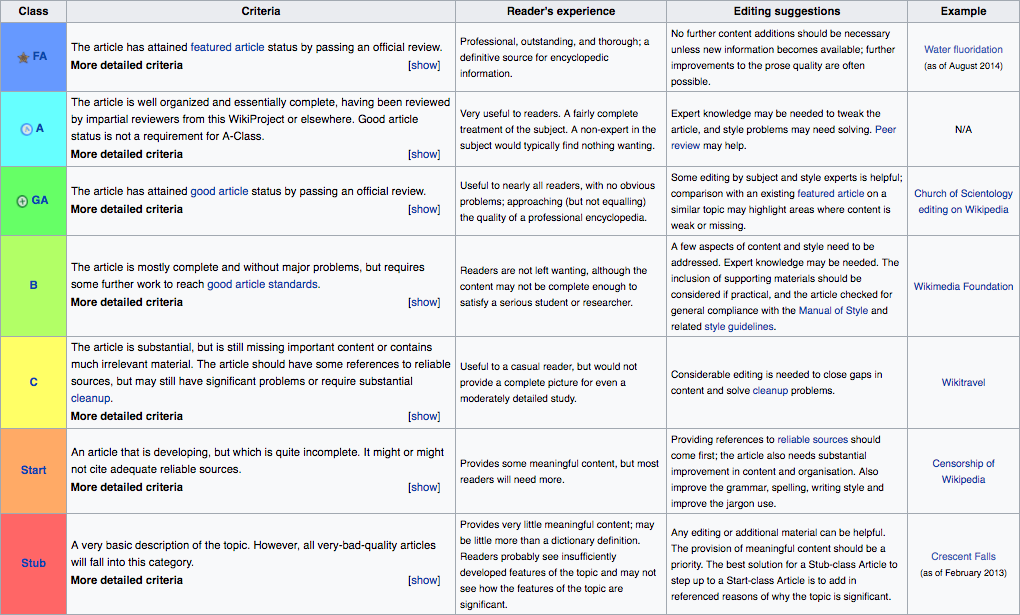 Class Criteria Reader's experience Editing suggestions Example
FA
The article has attained featured article status by passing an official review.
More detailed criteria [show]
Professional, outstanding, and thorough; a
definitive source for encyclopedic
information.
No further content additions should be necessary
unless new information becomes available; further
improvements to the prose quality are often
possible.
Water fluoridation
(as of August 2014)
A
The article is well organized and essentially complete, having been reviewed
by impartial reviewers from this WikiProject or elsewhere. Good article
status is not a requirement for A-Class.
More detailed criteria [show]
Very useful to readers. A fairly complete
treatment of the subject. A non-expert in the
subject would typically find nothing wanting.
Expert knowledge may be needed to tweak the
article, and style problems may need solving. Peer
review may help.
N/A
GA
The article has attained good article status by passing an official review.
More detailed criteria [show]
Useful to nearly all readers, with no obvious
problems; approaching (but not equalling)
the quality of a professional encyclopedia.
Some editing by subject and style experts is helpful;
comparison with an existing featured article on a
similar topic may highlight areas where content is
weak or missing.
Church of Scientology
editing on Wikipedia
B
The article is mostly complete and without major problems, but requires
some further work to reach good article standards.
More detailed criteria [show]
Readers are not left wanting, although the
content may not be complete enough to
satisfy a serious student or researcher.
A few aspects of content and style need to be
addressed. Expert knowledge may be needed. The
inclusion of supporting materials should be
considered if practical, and the article checked for
general compliance with the Manual of Style and
related style guidelines.
Wikimedia Foundation
C
The article is substantial, but is still missing important content or contains
much irrelevant material. The article should have some references to reliable
sources, but may still have significant problems or require substantial
cleanup.
More detailed criteria [show]
Useful to a casual reader, but would not
provide a complete picture for even a
moderately detailed study.
Considerable editing is needed to close gaps in
content and solve cleanup problems.
Wikitravel
Start
An article that is developing, but which is quite incomplete. It might or might
not cite adequate reliable sources.
More detailed criteria [show]
Provides some meaningful content, but most
readers will need more.
Providing references to reliable sources should
come first; the article also needs substantial
improvement in content and organisation. Also
improve the grammar, spelling, writing style and
improve the jargon use.
Censorship of
Wikipedia
Stub
A very basic description of the topic. However, all very-bad-quality articles
will fall into this category.
More detailed criteria [show]
Provides very little meaningful content; may
be little more than a dictionary definition.
Readers probably see insufficiently
developed features of the topic and may not
see how the features of the topic are
significant.
Any editing or additional material can be helpful.
The provision of meaningful content should be a
priority. The best solution for a Stub-class Article to
step up to a Start-class Article is to add in
referenced reasons of why the topic is significant.
Crescent Falls
(as of February 2013)